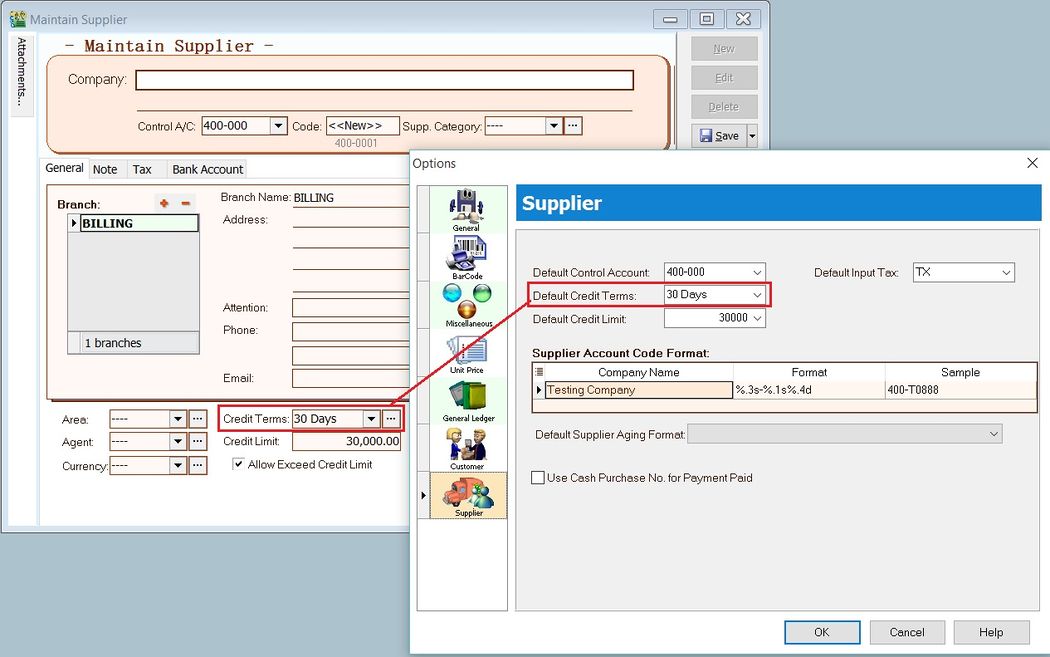 Maintain Supplier
Attachments...
- Maintain Supplier -
Company:
Control A/C: 400-000 Code: <<New>> Supp. Category: ---- ...
400-0001
New
Edit
Delete
Save
General Note Tax Bank Account
Branch:
BILLING
1 branches
Branch Name: BILLING
Address:
Attention:
Phone:
Email:
Area: ---- ...
Agent: ---- ...
Currency: ---- ...
Credit Terms: 30 Days ...
Credit Limit: 30,000.00
Allow Exceed Credit Limit
Options
General
BarCode
Miscellaneous
Unit Price
General Ledger
Customer
Supplier
Supplier
Default Control Account: 400-000 Default Input Tax: TX
Default Credit Terms: 30 Days
Default Credit Limit: 30000
Supplier Account Code Format:
Company Name Format Sample
Testing Company %.3s-%.1s%.4d 400-T0888
Default Supplier Aging Format:
Use Cash Purchase No. for Payment Paid
OK Cancel Help